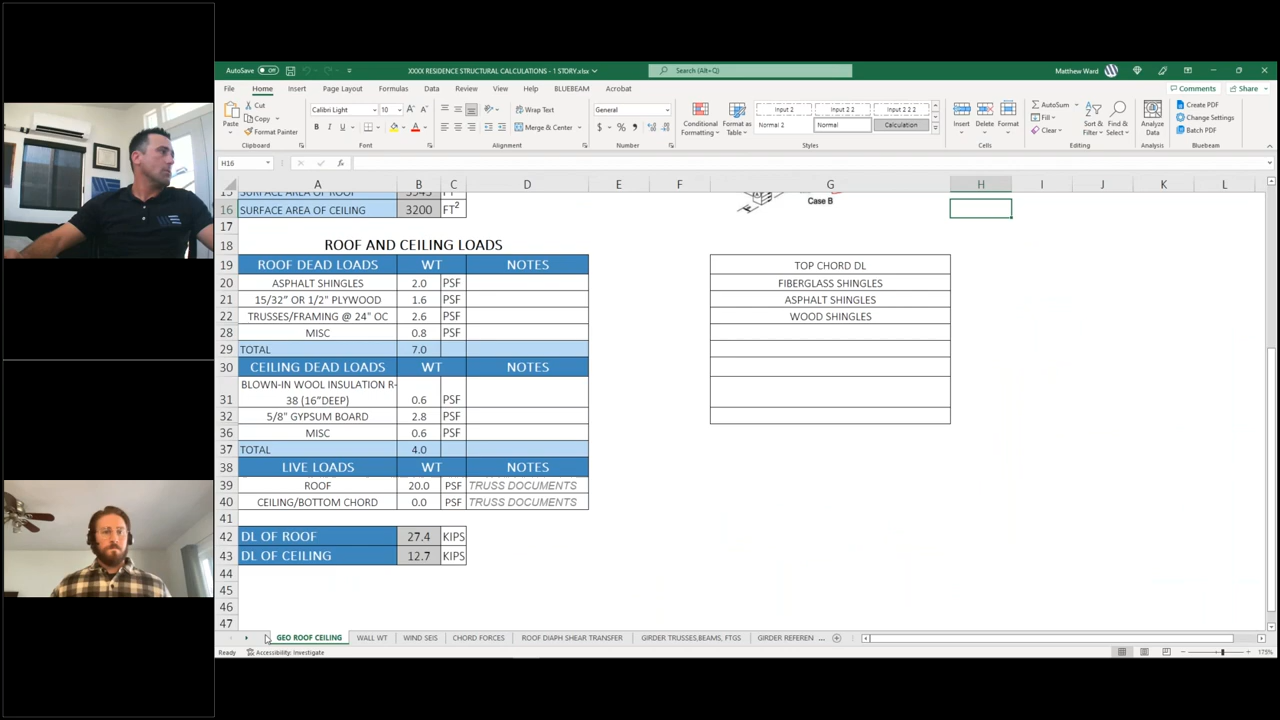 AutoSave Off
XXXX RESIDENCE STRUCTURAL CALCULATIONS - 1 STORY.xlsx
Search (Alt+Q)
Matthew Ward
File Home Insert Page Layout Formulas Data Review View Help BLUEBEAM Acrobat
Comments Share
Paste
Cut
Copy
Format Painter
Clipboard
Calibri Light 10
B I U
Font
Wrap Text
Merge & Center
Alignment
General
$ % ,
Number
Conditional Formatting
Format as Table
Input 2 Input 2 2 Input 2 2 2
Normal 2 Normal Calculation
Styles
Insert Delete Format
Cells
AutoSum
Fill
Clear
Sort & Filter
Find & Select
Editing
Analyze Data
Analysis
Create PDF
Change Settings
Batch PDF
Bluebeam
H16
A B C D E F G H I J K L
16 SURFACE AREA OF CEILING 3200 FT2
Case B
17
18 ROOF AND CEILING LOADS
19 ROOF DEAD LOADS WT NOTES TOP CHORD DL
20 ASPHALT SHINGLES 2.0 PSF FIBERGLASS SHINGLES
21 15/32" OR 1/2" PLYWOOD 1.6 PSF ASPHALT SHINGLES
22 TRUSSES/FRAMING @ 24" OC 2.6 PSF WOOD SHINGLES
28 MISC 0.8 PSF
29 TOTAL 7.0
30 CEILING DEAD LOADS WT NOTES
BLOWN-IN WOOL INSULATION R-
31 38 (16"DEEP) 0.6 PSF
32 5/8" GYPSUM BOARD 2.8 PSF
36 MISC 0.6 PSF
37 TOTAL 4.0
38 LIVE LOADS WT NOTES
39 ROOF 20.0 PSF TRUSS DOCUMENTS
40 CEILING/BOTTOM CHORD 0.0 PSF TRUSS DOCUMENTS
41
42 DL OF ROOF 27.4 KIPS
43 DL OF CEILING 12.7 KIPS
44
45
46
47
GEO ROOF CEILING WALL WT WIND SEIS CHORD FORCES ROOF DIAPH SHEAR TRANSFER GIRDER TRUSSES,BEAMS, FTGS GIRDER REFEREN ...
Ready Accessibility: Investigate 175%